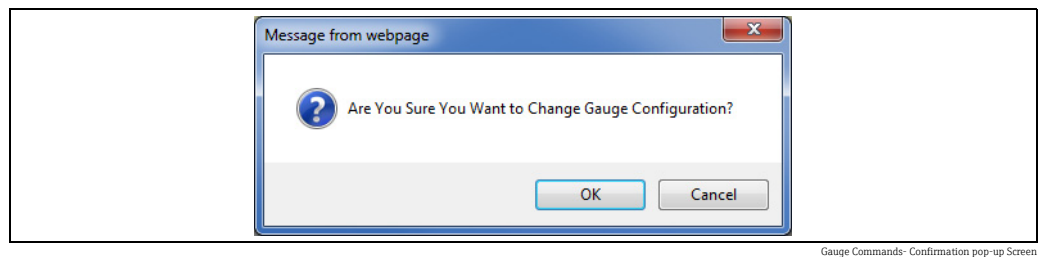 Message from webpage
Are You Sure You Want to Change Gauge Configuration?
OK Cancel
Gauge Commands- Confirmation pop-up Screen